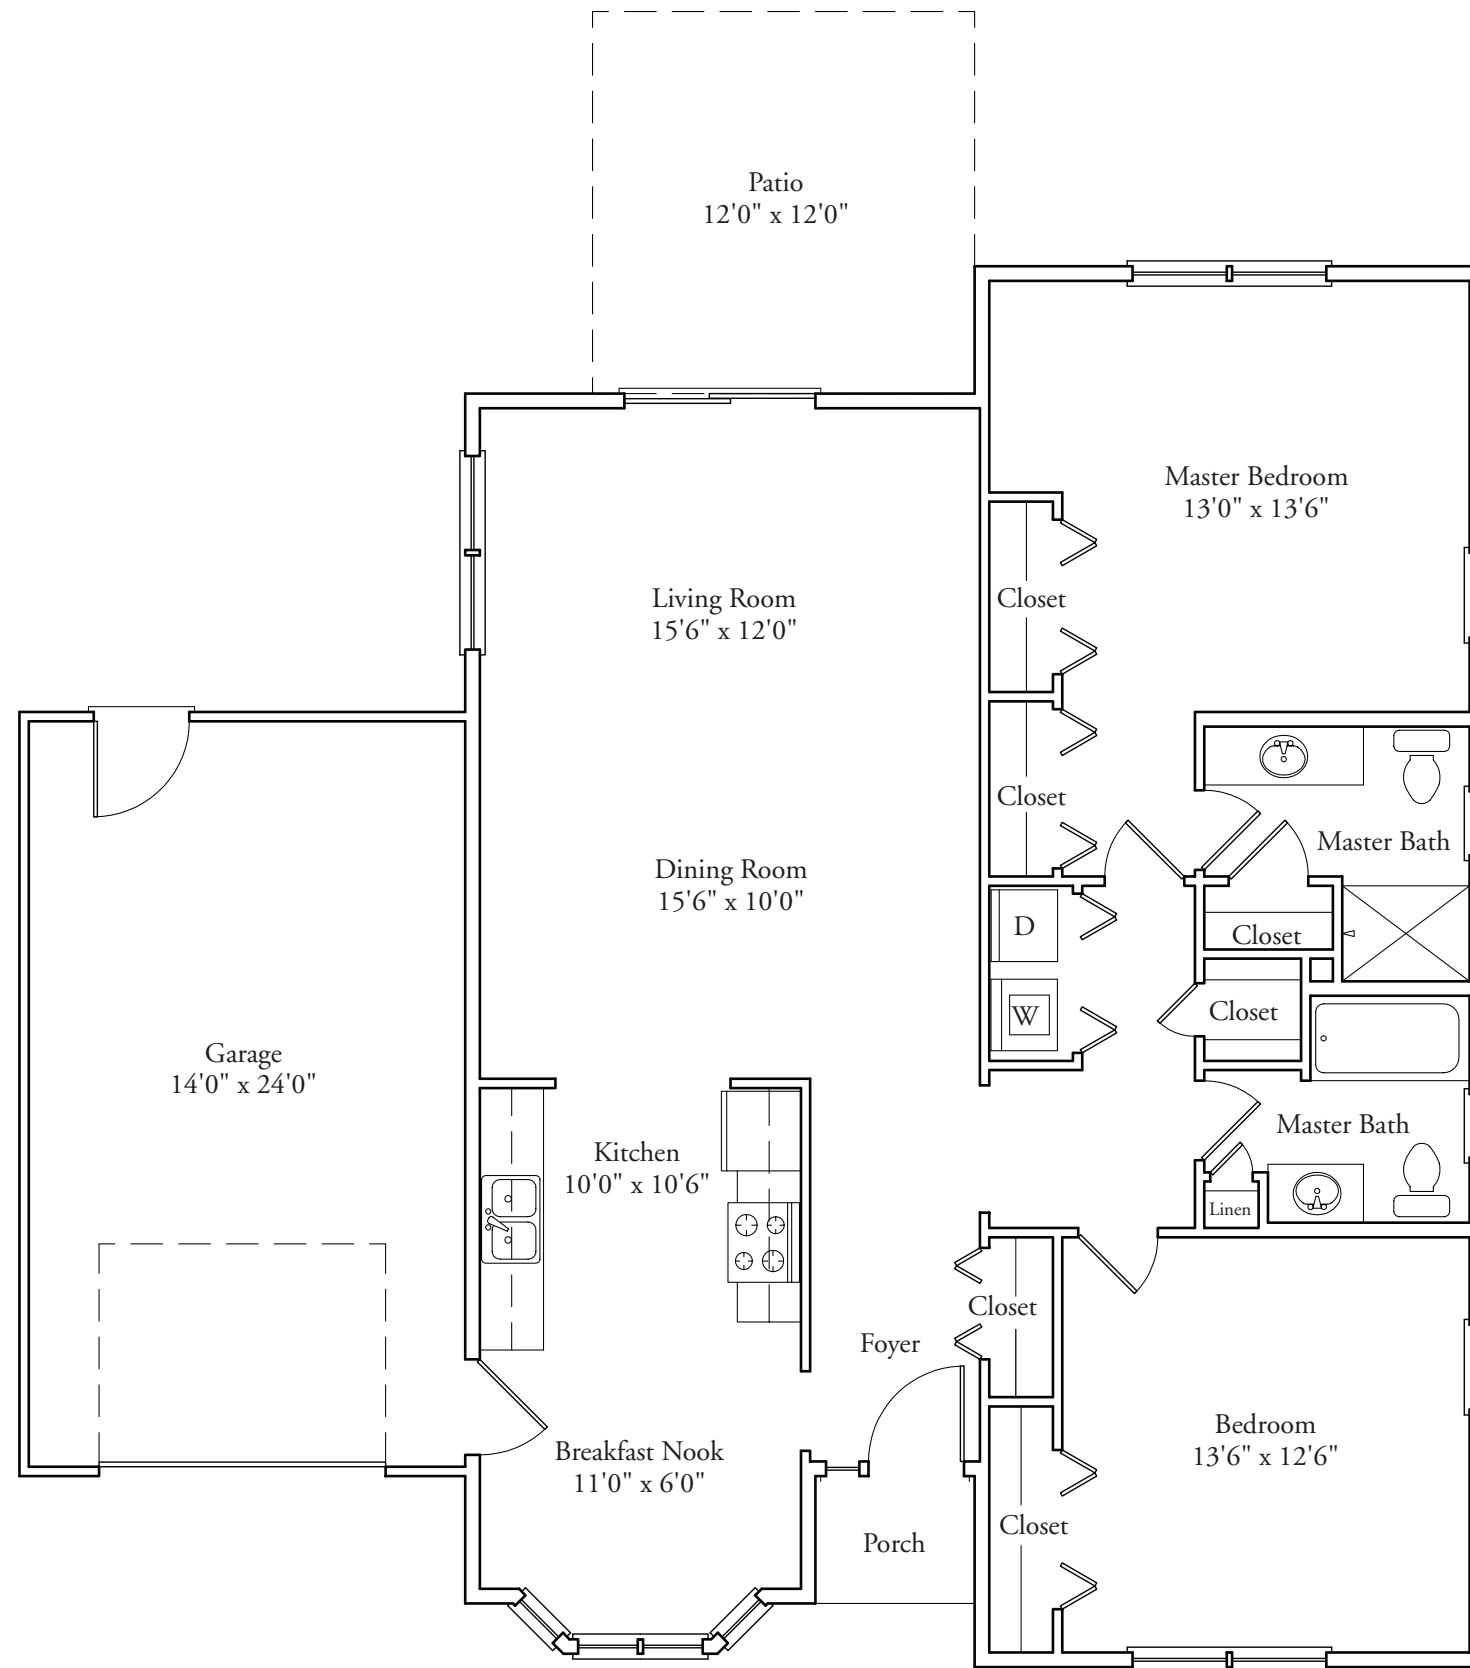 Patio
12'0" x 12'0"
Master Bedroom
13'0" x 13'6"
Closet
Living Room
15'6" x 12'0"
Closet
Master Bath
Dining Room
15'6" x 10'0"
D
Closet
W
Closet
Garage
14'0" x 24'0"
Master Bath
Kitchen
10'0" x 10'6"
Linen
Closet
Foyer
Bedroom
13'6" x 12'6"
Breakfast Nook
11'0" x 6'0"
Closet
Porch